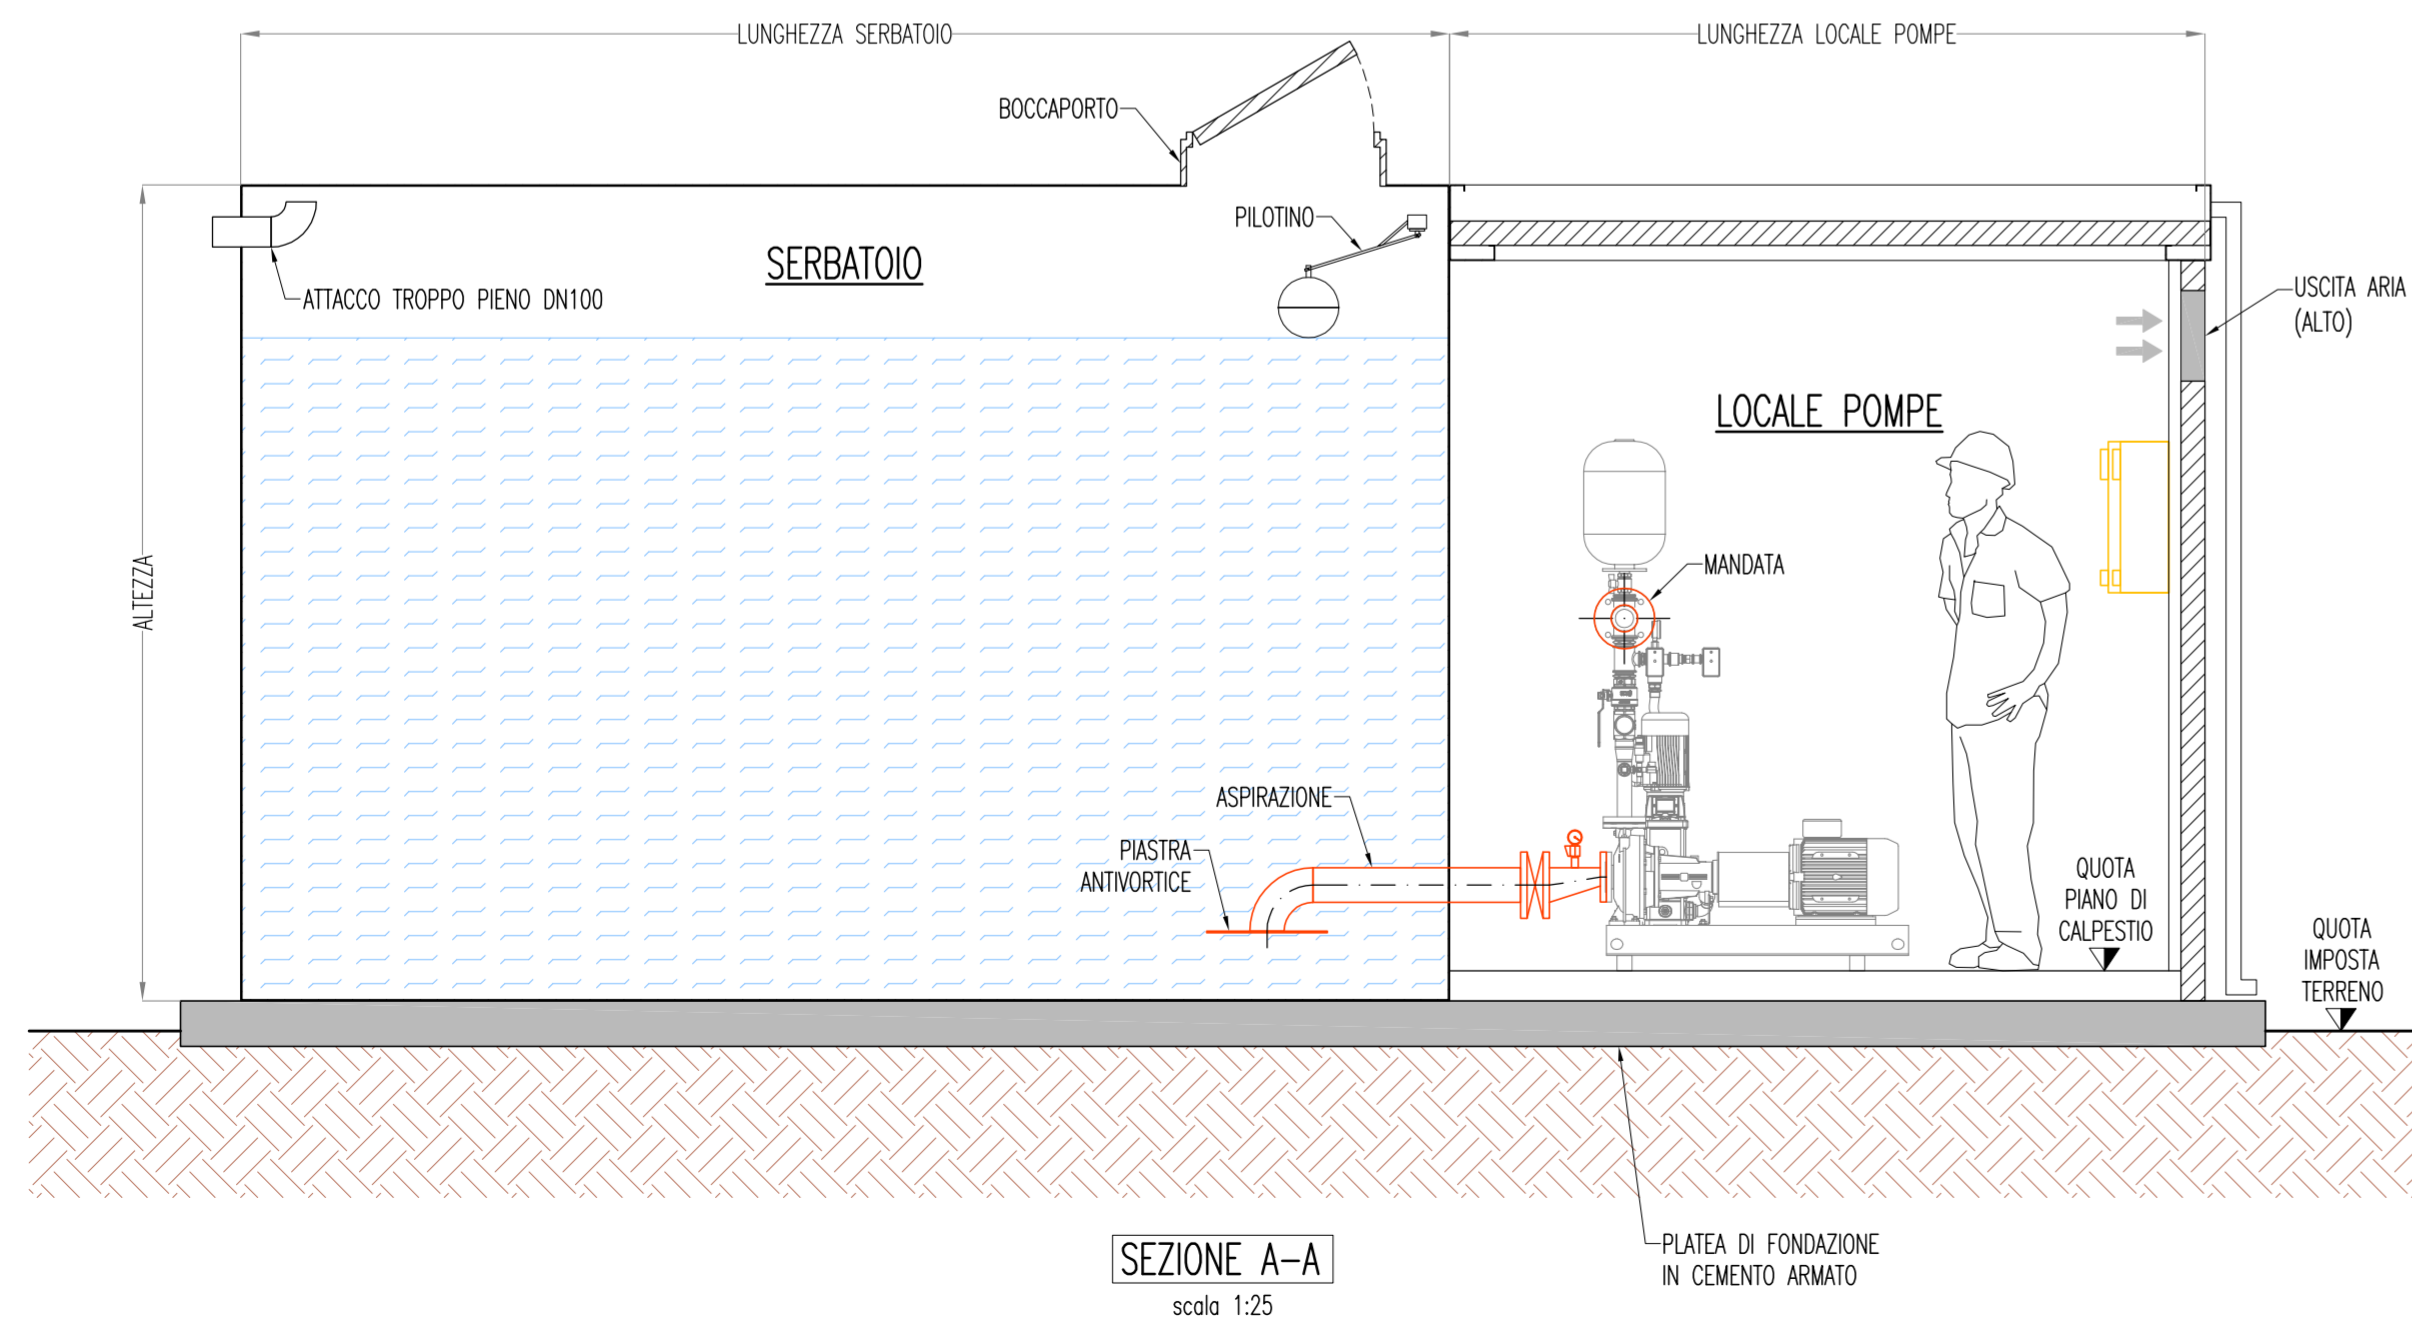 LUNGHEZZA SERBATOIO
LUNGHEZZA LOCALE POMPE
BOCCAPORTO
PILOTINO
SERBATOIO
ATTACCO TROPPO PIENO DN100
USCITA ARIA
(ALTO)
LOCALE POMPE
MANDATA
ALTEZZA
ASPIRAZIONE
PIASTRA
ANTIVORTICE
QUOTA
PIANO DI
CALPESTIO
QUOTA
IMPOSTA
TERRENO
PLATEA DI FONDAZIONE
IN CEMENTO ARMATO
SEZIONE A-A
scala 1:25